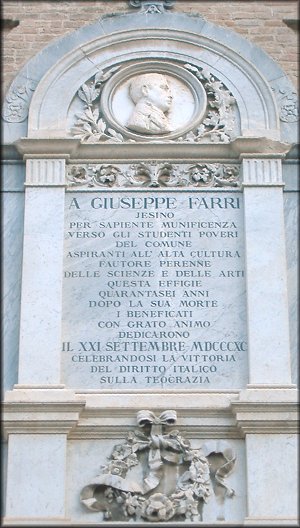 A GIUSEPPE FARRI
JESINO
PER SAPIENTE MUNIFICENZA
VERSO GLI STUDENTI POVERI
DEL COMUNE
ASPIRANTI ALL' ALTA CULTURA
FAUTORE PERENNE
DELLE SCIENZE E DELLE ARTI
QUESTA EFFIGIE
QUARANTASEI ANNI
DOPO LA SUA MORTE
I BENEFICATI
CON GRATO ANIMO
DEDICARONO
IL XXI SETTEMBRE MDCCCXC
CELEBRANDOSI LA VITTORIA
DEL DIRITTO ITALICO
SULLA TEOCRAZIA